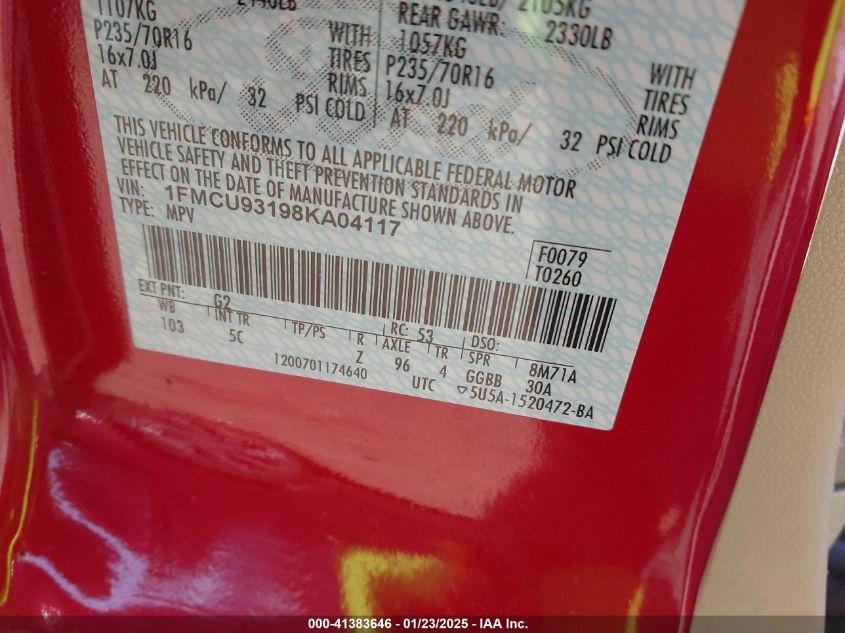 1107KG 2440LB
P235/70R16 WITH
16x7.0J TIRES
RIMS
AT 220 kPa/ 32 PSI COLD
2105KG
REAR GAWR: 2330LB
1057KG WITH
P235/70R16 TIRES
16x7.0J RIMS
AT 220 kPa/ 32 PSI COLD
THIS VEHICLE CONFORMS TO ALL APPLICABLE FEDERAL MOTOR
VEHICLE SAFETY AND THEFT PREVENTION STANDARDS IN
EFFECT ON THE DATE OF MANUFACTURE SHOWN ABOVE.
VIN: 1FMCU93198KA04117
TYPE: MPV
F0079
T0260
EXT PNT: G2 RC: 53 DSO:
WB INT TR TP/PS R AXLE TR SPR 8M71A
103 5C Z 96 4 GGBB 30A
1200701174640 UTC ▽5U5A-1520472-BA
000-41383646 - 01/23/2025 - IAA Inc.